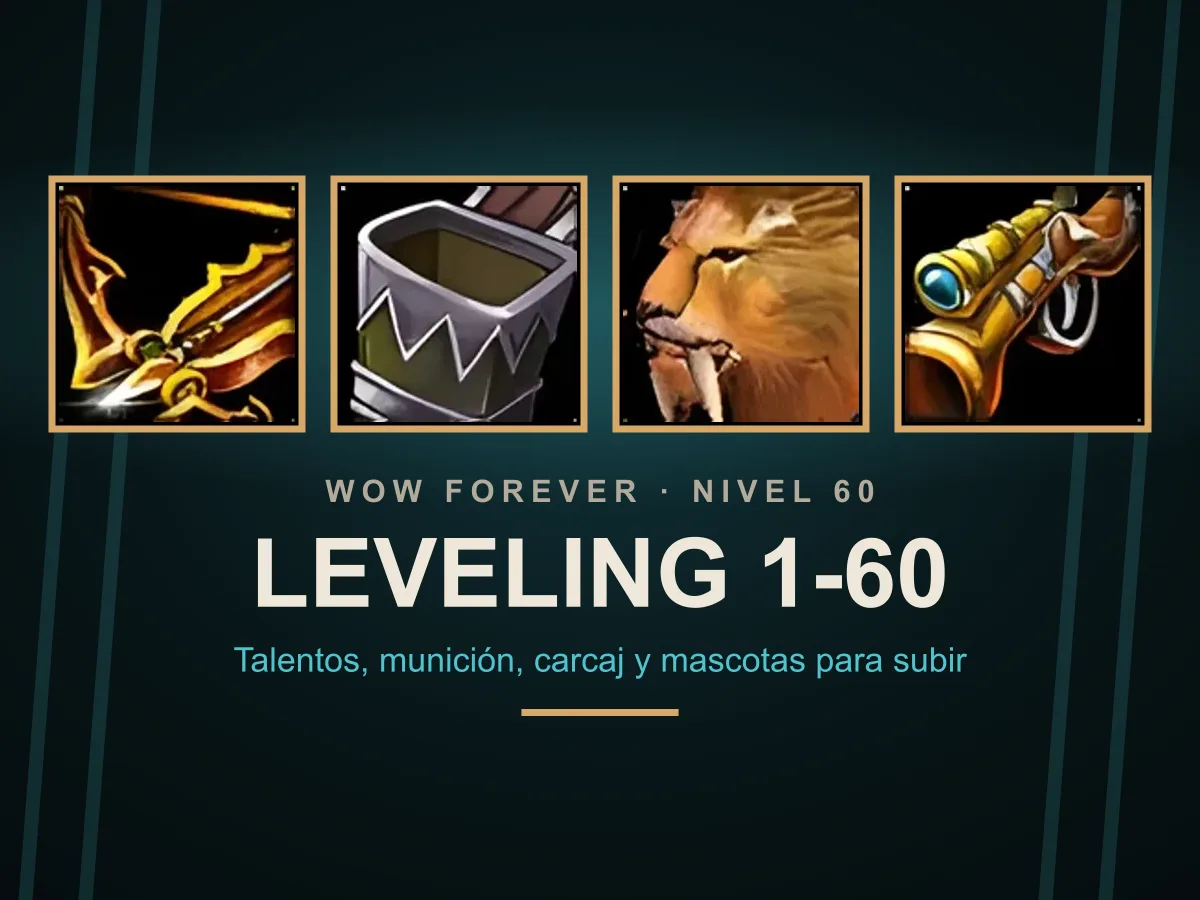 WOW FOREVER · NIVEL 60
LEVELING 1-60
Talentos, munición, carcaj y mascotas para subir